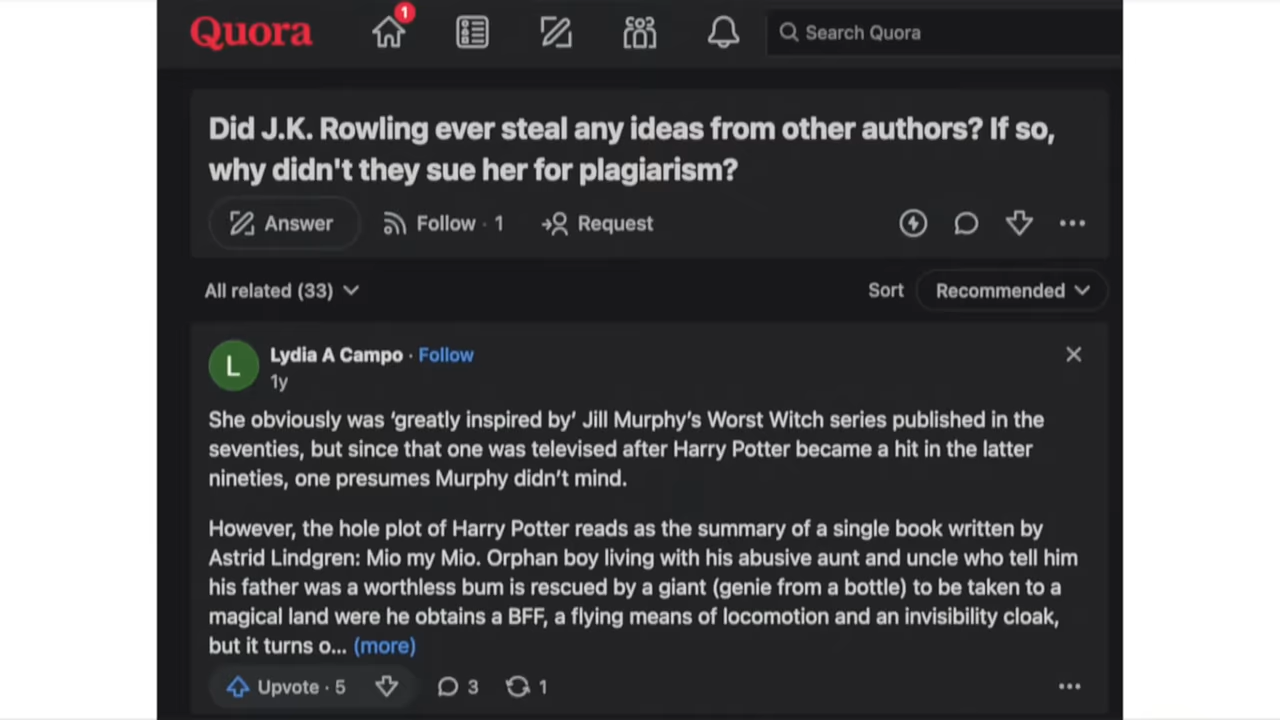 Quora
1
Search Quora
Did J.K. Rowling ever steal any ideas from other authors? If so,
why didn't they sue her for plagiarism?
Answer
Follow · 1
Request
All related (33)
Sort
Recommended
L
Lydia A Campo · Follow
1y
She obviously was ‘greatly inspired by’ Jill Murphy’s Worst Witch series published in the
seventies, but since that one was televised after Harry Potter became a hit in the latter
nineties, one presumes Murphy didn’t mind.
However, the hole plot of Harry Potter reads as the summary of a single book written by
Astrid Lindgren: Mio my Mio. Orphan boy living with his abusive aunt and uncle who tell him
his father was a worthless bum is rescued by a giant (genie from a bottle) to be taken to a
magical land were he obtains a BFF, a flying means of locomotion and an invisibility cloak,
but it turns o... (more)
Upvote · 5
3
1